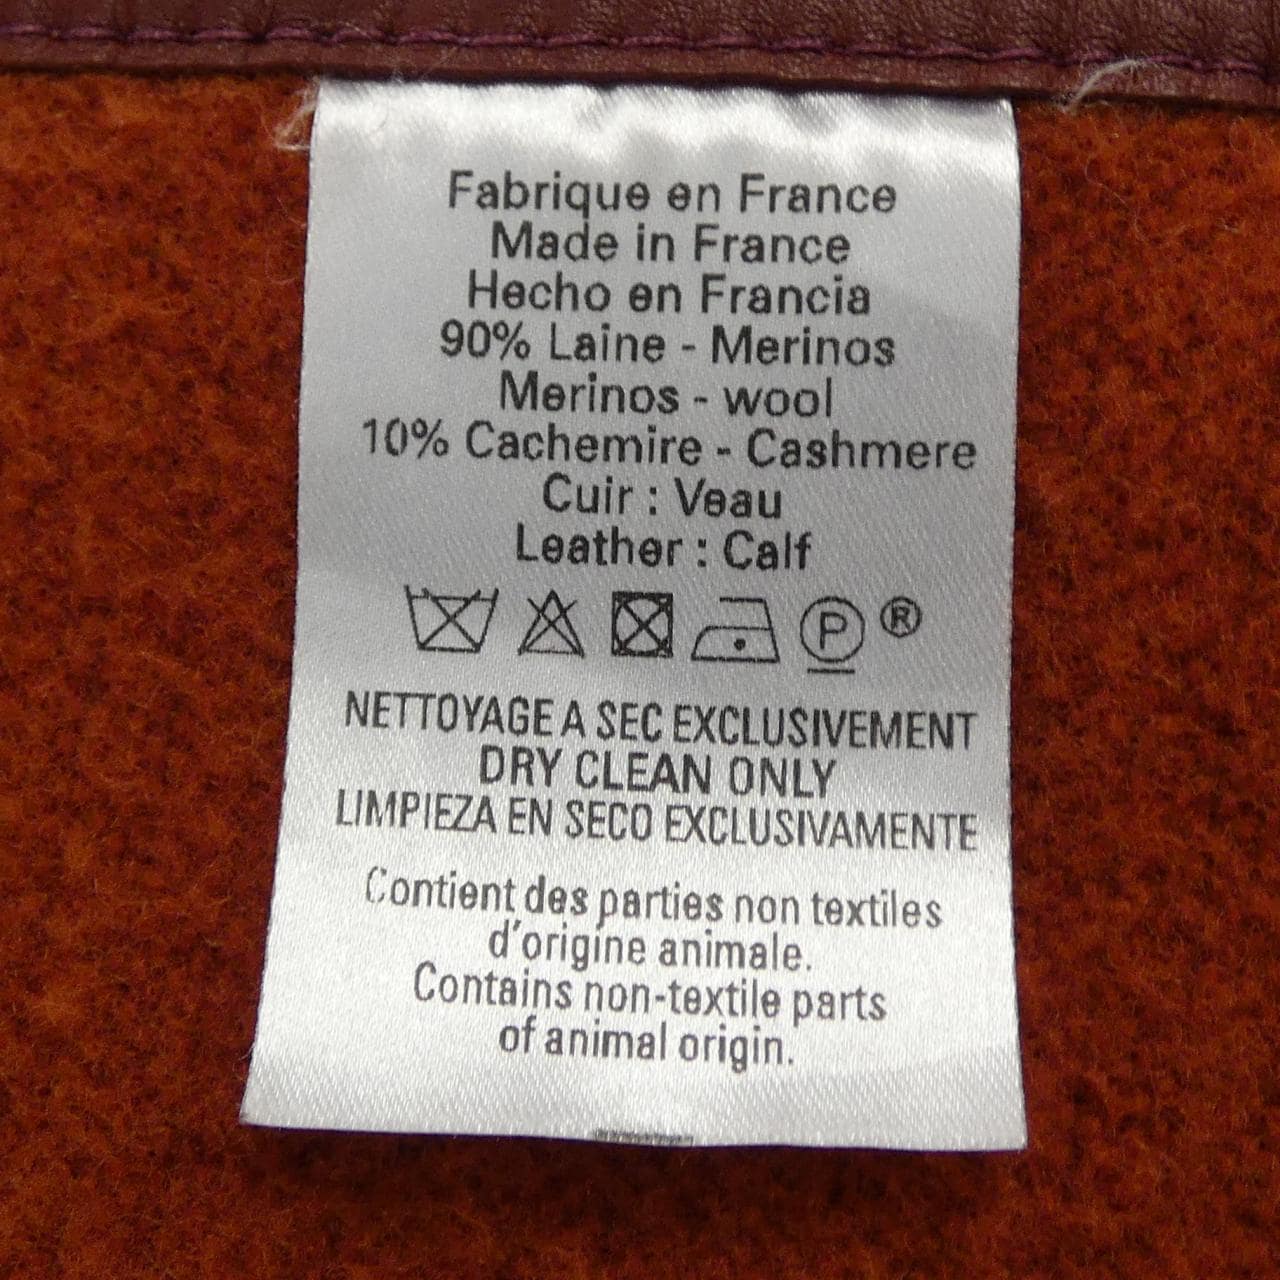 Fabrique en France
Made in France
Hecho en Francia
90% Laine - Merinos
Merinos - wool
10% Cachemire - Cashmere
Cuir : Veau
Leather : Calf
P ®
NETTOYAGE A SEC EXCLUSIVEMENT
DRY CLEAN ONLY
LIMPIEZA EN SECO EXCLUSIVAMENTE
Contient des parties non textiles
d'origine animale.
Contains non-textile parts
of animal origin.